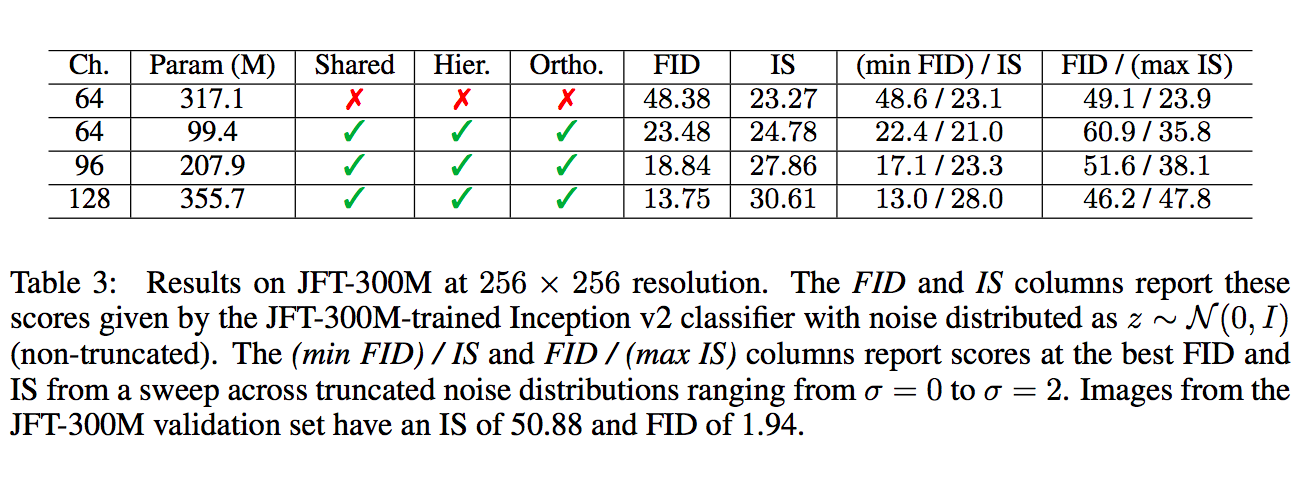 Ch. Param (M) Shared Hier. Ortho. FID IS (min FID) / IS FID / (max IS)
64 317.1 ✗ ✗ ✗ 48.38 23.27 48.6 / 23.1 49.1 / 23.9
64 99.4 ✓ ✓ ✓ 23.48 24.78 22.4 / 21.0 60.9 / 35.8
96 207.9 ✓ ✓ ✓ 18.84 27.86 17.1 / 23.3 51.6 / 38.1
128 355.7 ✓ ✓ ✓ 13.75 30.61 13.0 / 28.0 46.2 / 47.8
Table 3: Results on JFT-300M at 256 × 256 resolution. The FID and IS columns report these
scores given by the JFT-300M-trained Inception v2 classifier with noise distributed as z ∼ 𝒩(0, I)
(non-truncated). The (min FID) / IS and FID / (max IS) columns report scores at the best FID and
IS from a sweep across truncated noise distributions ranging from σ = 0 to σ = 2. Images from the
JFT-300M validation set have an IS of 50.88 and FID of 1.94.